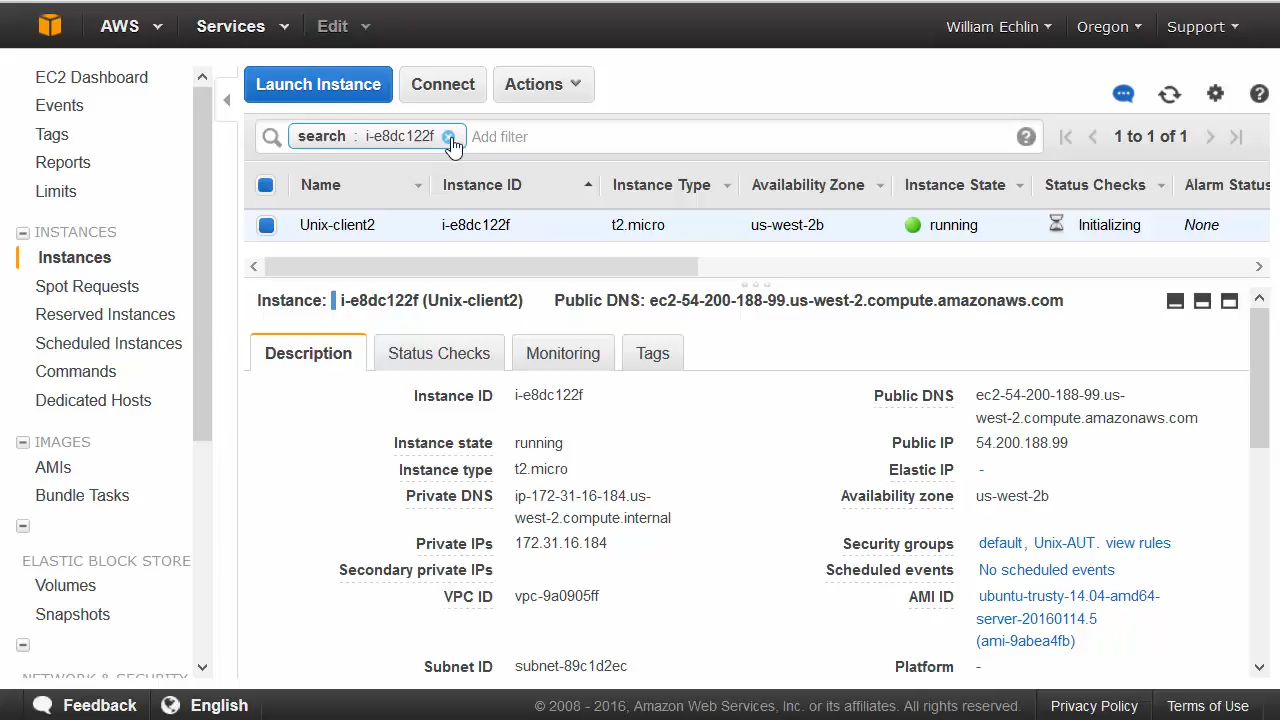 AWS Services Edit William Echlin Oregon Support
EC2 Dashboard
Events
Tags
Reports
Limits
INSTANCES
Instances
Spot Requests
Reserved Instances
Scheduled Instances
Commands
Dedicated Hosts
IMAGES
AMIs
Bundle Tasks
ELASTIC BLOCK STORE
Volumes
Snapshots
Launch Instance Connect Actions
search : i-e8dc122f Add filter 1 to 1 of 1
Name Instance ID Instance Type Availability Zone Instance State Status Checks Alarm Status
Unix-client2 i-e8dc122f t2.micro us-west-2b running Initializing None
Instance: i-e8dc122f (Unix-client2) Public DNS: ec2-54-200-188-99.us-west-2.compute.amazonaws.com
Description Status Checks Monitoring Tags
Instance ID i-e8dc122f
Instance state running
Instance type t2.micro
Private DNS ip-172-31-16-184.us-
west-2.compute.internal
Private IPs 172.31.16.184
Secondary private IPs
VPC ID vpc-9a0905ff
Subnet ID subnet-89c1d2ec
Public DNS ec2-54-200-188-99.us-
west-2.compute.amazonaws.com
Public IP 54.200.188.99
Elastic IP -
Availability zone us-west-2b
Security groups default, Unix-AUT. view rules
Scheduled events No scheduled events
AMI ID ubuntu-trusty-14.04-amd64-
server-20160114.5
(ami-9abea4fb)
Platform -
Feedback English © 2008 - 2016, Amazon Web Services, Inc. or its affiliates. All rights reserved. Privacy Policy Terms of Use